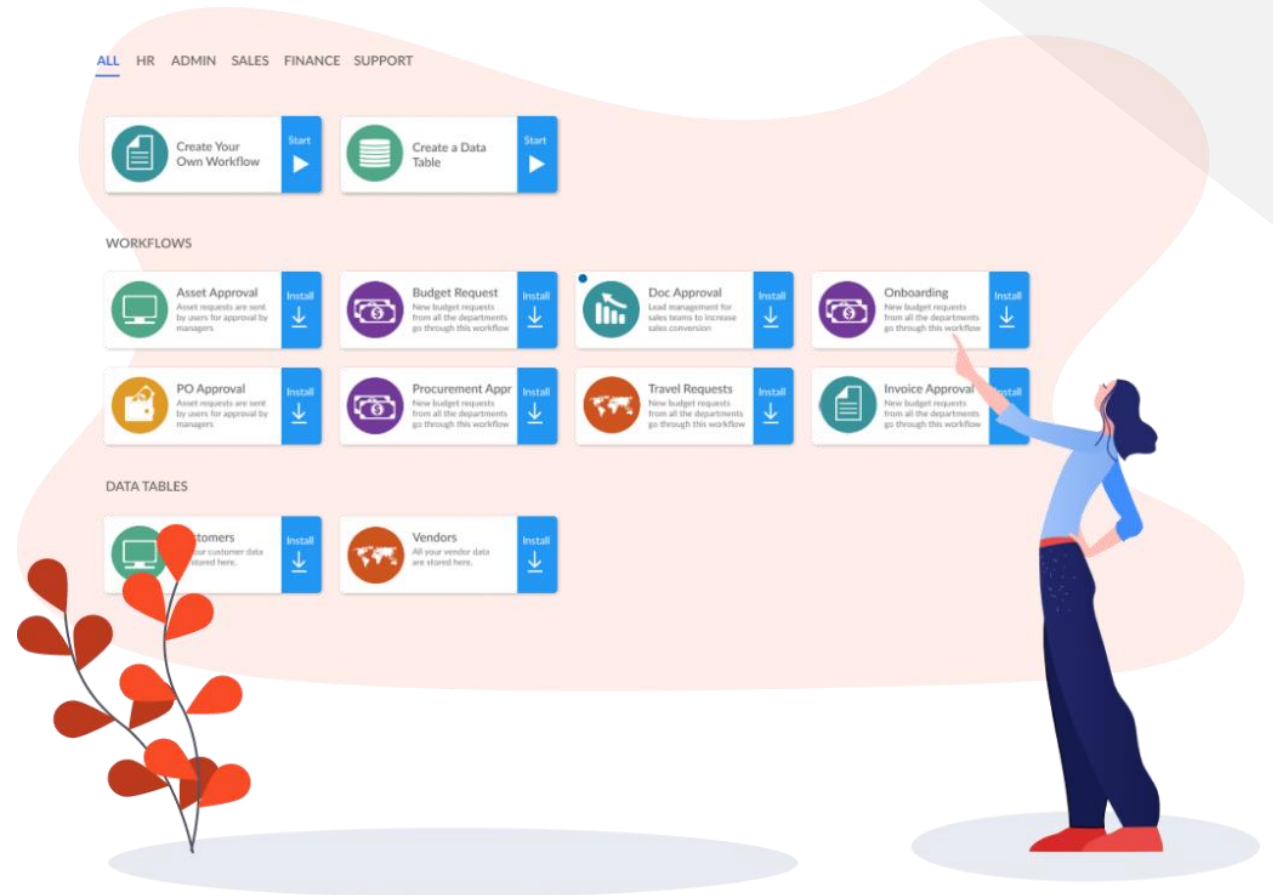 ALL HR ADMIN SALES FINANCE SUPPORT
Create Your
Own Workflow
Start
Create a Data
Table
Start
WORKFLOWS
Asset Approval
Asset requests are sent
by users for approval by
managers
Install
Budget Request
New budget requests
from all the departments
go through this workflow
Install
Doc Approval
Lead management for
sales teams to increase
sales conversion
Install
Onboarding
New budget requests
from all the departments
go through this workflow
Install
PO Approval
Asset requests are sent
by users for approval by
managers
Install
Procurement Appr
New budget requests
from all the departments
go through this workflow
Install
Travel Requests
New budget requests
from all the departments
go through this workflow
Install
Invoice Approval
New budget requests
from all the departments
go through this workflow
DATA TABLES
customer data
stored here.
Install
Vendors
All your vendor data
are stored here.
Install